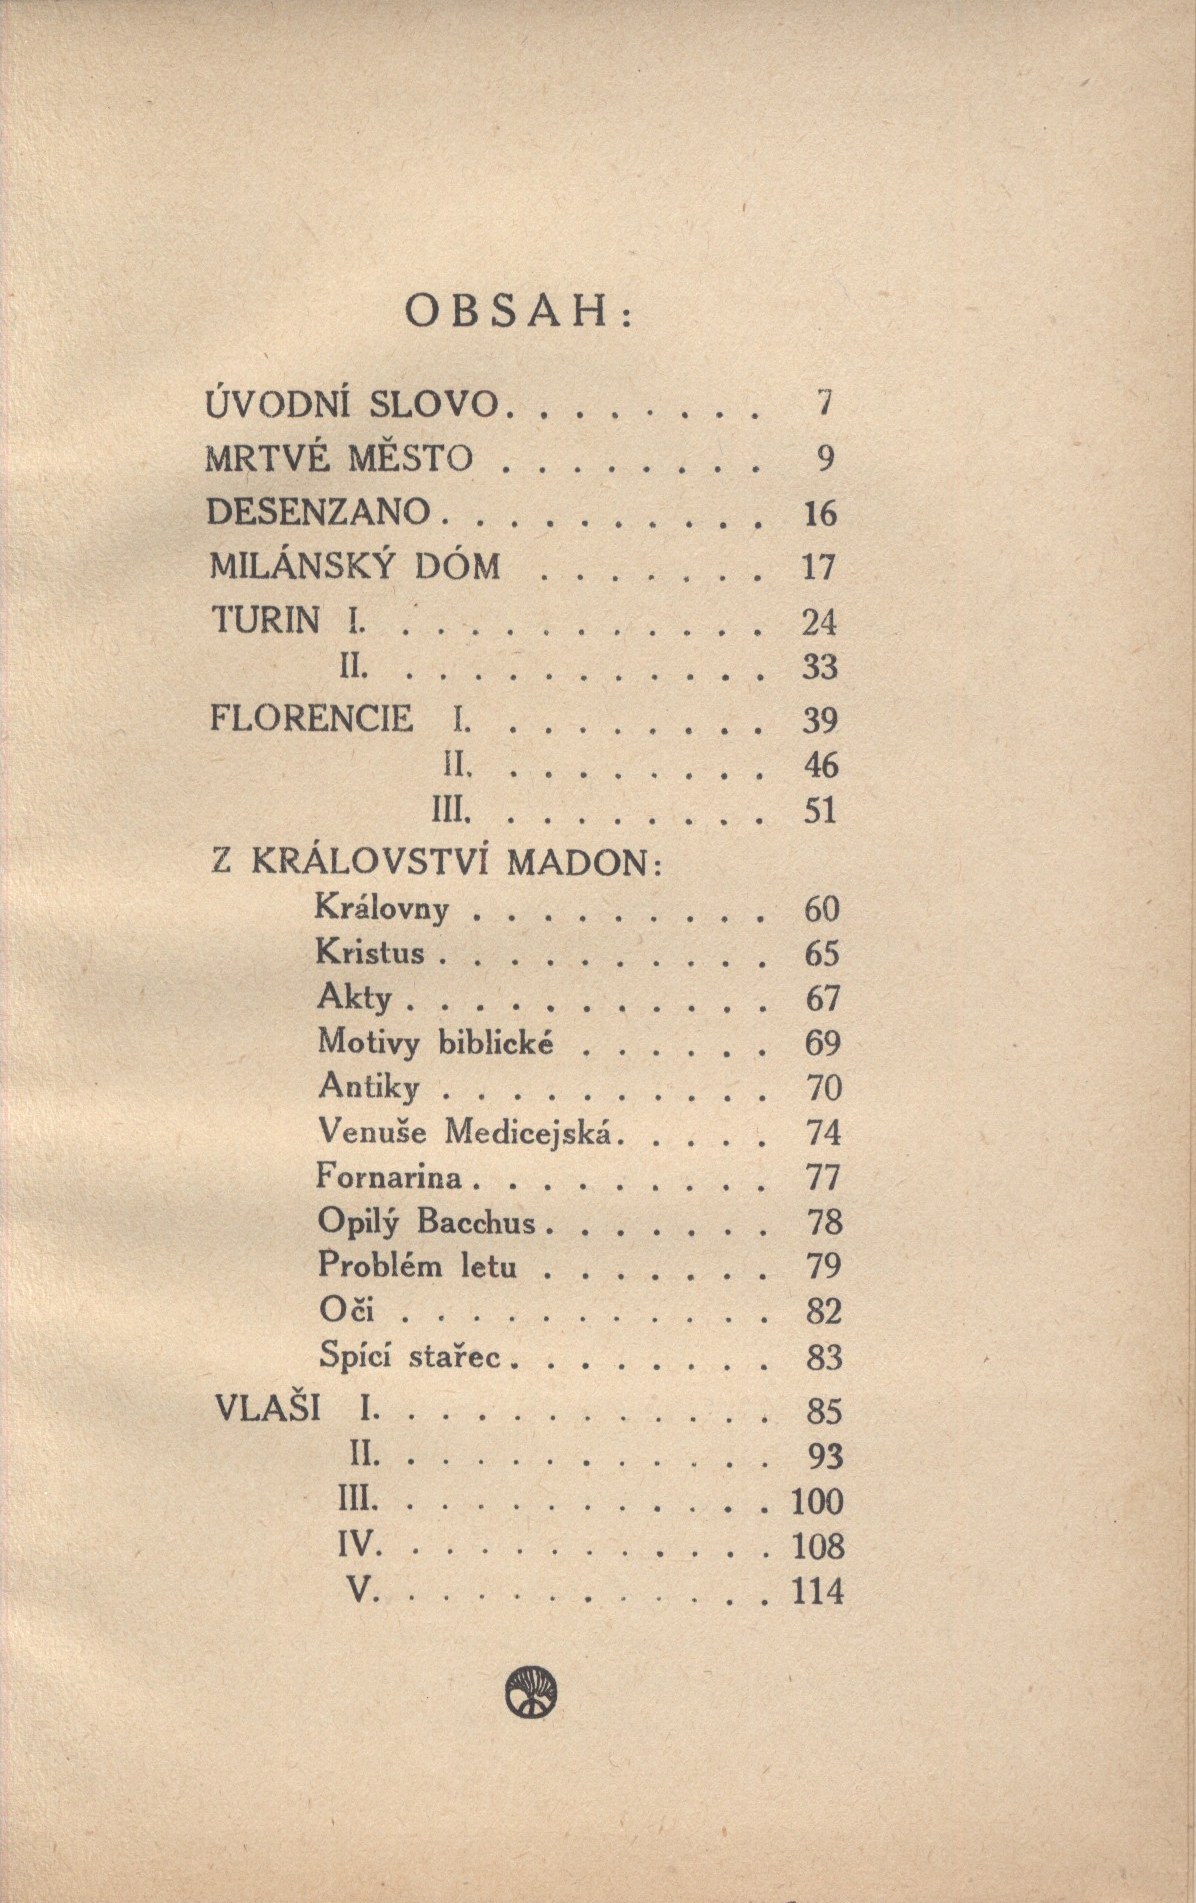 OBSAH:
ÚVODNÍ SLOVO. . . . . . . . 7
MRTVÉ MĚSTO . . . . . . . . 9
DESENZANO . . . . . . . . . . 16
MILÁNSKÝ DÓM . . . . . . . 17
TURIN I. . . . . . . . . . . . 24
II. . . . . . . . . . . . 33
FLORENCIE I. . . . . . . . . 39
II. . . . . . . . . 46
III. . . . . . . . . 51
Z KRÁLOVSTVÍ MADON:
Královny . . . . . . . . . 60
Kristus . . . . . . . . . . 65
Akty . . . . . . . . . . . 67
Motivy biblické . . . . . . 69
Antiky . . . . . . . . . . 70
Venuše Medicejská. . . . . 74
Fornarina . . . . . . . . . 77
Opilý Bacchus . . . . . . . 78
Problém letu . . . . . . . 79
Oči . . . . . . . . . . . 82
Spící stařec . . . . . . . . 83
VLAŠI I. . . . . . . . . . . . 85
II. . . . . . . . . . . . 93
III. . . . . . . . . . . . 100
IV. . . . . . . . . . . . 108
V. . . . . . . . . . . . 114